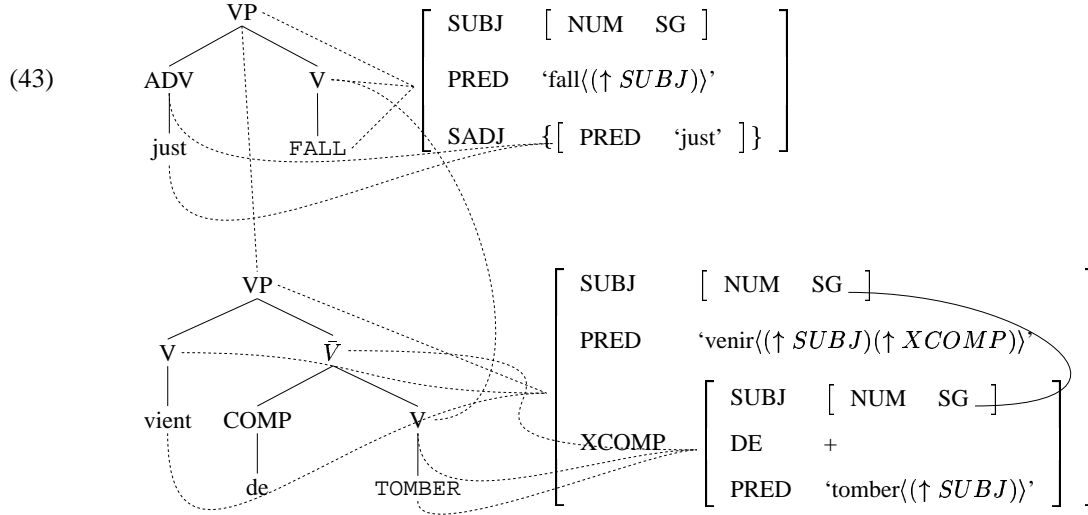 VP
SUBJ [ NUM SG ]
(43) ADV V
PRED ‘fall⟨(↑ SUBJ)⟩’
just FALL
SADJ {[ PRED ‘just’ ]}
VP
SUBJ [ NUM SG ]
V V̄
PRED ‘venir⟨(↑ SUBJ)(↑ XCOMP)⟩’
SUBJ [ NUM SG ]
vient COMP V
XCOMP DE +
de TOMBER
PRED ‘tomber⟨(↑ SUBJ)⟩’